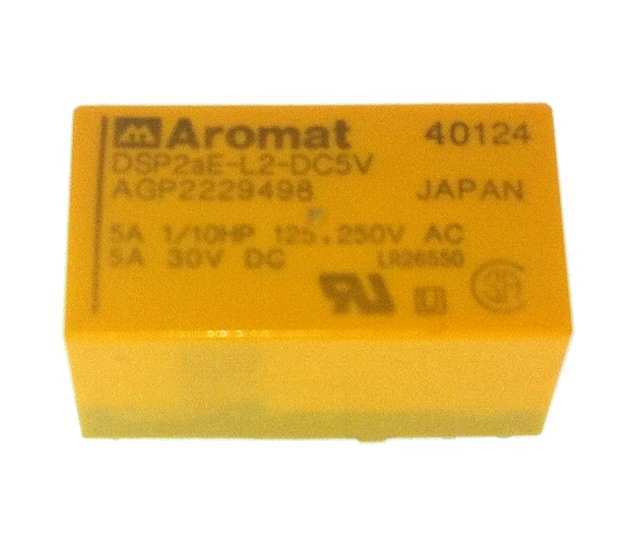 Aromat 40124
DSP2aE-L2-DC5V
AGP2229498 JAPAN
5A 1/10HP 125,250V AC
5A 30V DC LR26550